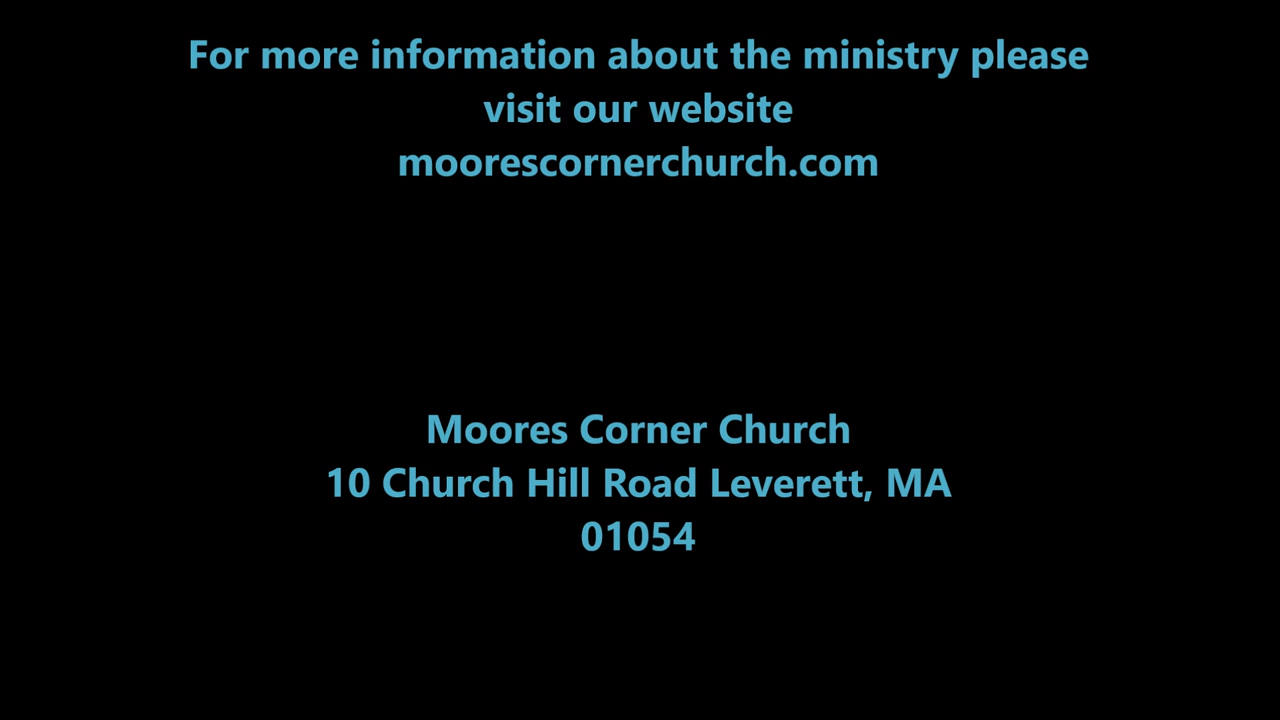 For more information about the ministry please
visit our website
moorescornerchurch.com
Moores Corner Church
10 Church Hill Road Leverett, MA
01054